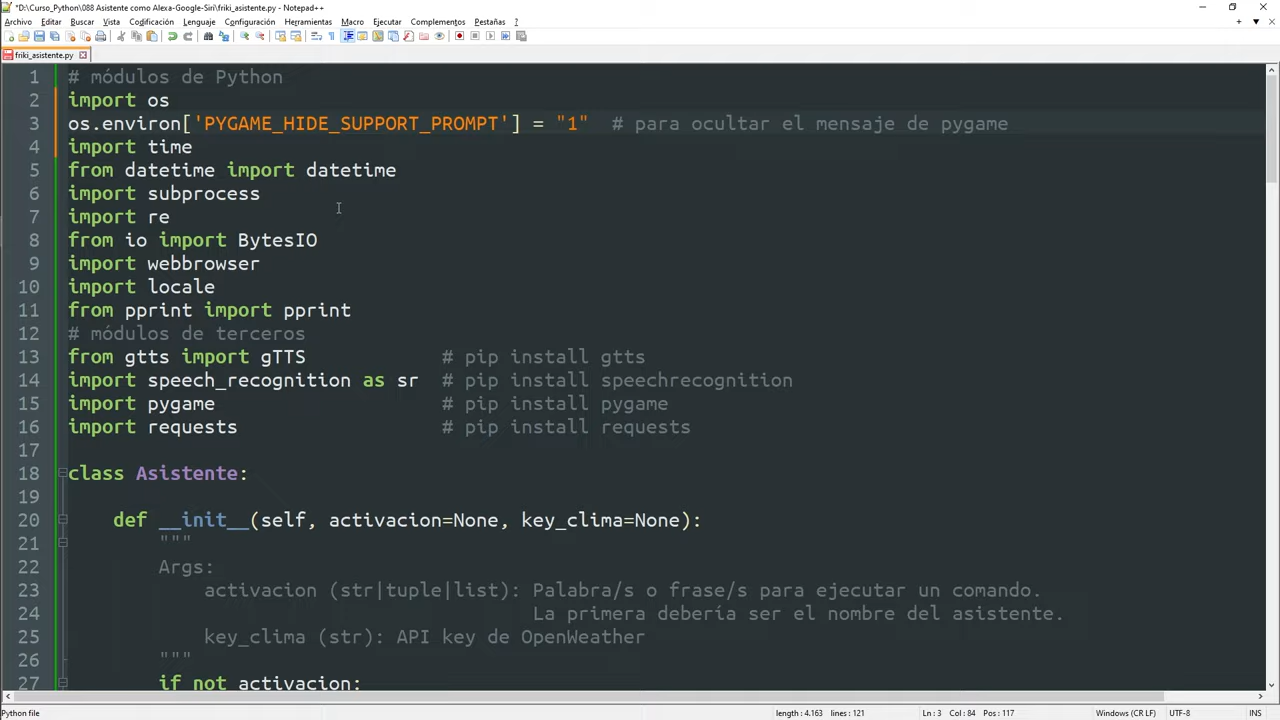 *D:\Curso_Python\088 Asistente como Alexa-Google-Siri\friki_asistente.py - Notepad++
Archivo Editar Buscar Vista Codificación Lenguaje Configuración Herramientas Macro Ejecutar Complementos Pestañas ?
friki_asistente.py
1 # módulos de Python
2 import os
3 os.environ['PYGAME_HIDE_SUPPORT_PROMPT'] = "1" # para ocultar el mensaje de pygame
4 import time
5 from datetime import datetime
6 import subprocess
7 import re
8 from io import BytesIO
9 import webbrowser
10 import locale
11 from pprint import pprint
12 # módulos de terceros
13 from gtts import gTTS # pip install gtts
14 import speech_recognition as sr # pip install speechrecognition
15 import pygame # pip install pygame
16 import requests # pip install requests
17
18 class Asistente:
19
20 def __init__(self, activacion=None, key_clima=None):
21 """
22 Args:
23 activacion (str|tuple|list): Palabra/s o frase/s para ejecutar un comando.
24 La primera debería ser el nombre del asistente.
25 key_clima (str): API key de OpenWeather
26 """
27 if not activacion:
Python file length : 4.163 lines : 121 Ln : 3 Col : 84 Pos : 117 Windows (CR LF) UTF-8 INS